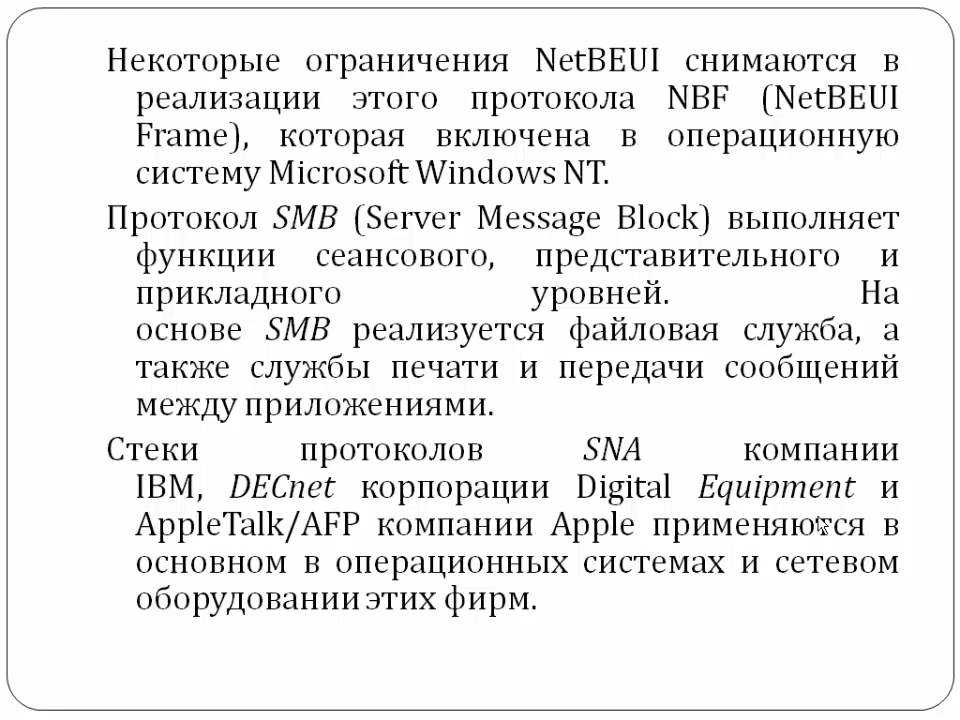 Некоторые ограничения NetBEUI снимаются в
реализации этого протокола NBF (NetBEUI
Frame), которая включена в операционную
систему Microsoft Windows NT.
Протокол SMB (Server Message Block) выполняет
функции сеансового, представительного и
прикладного уровней. На
основе SMB реализуется файловая служба, а
также службы печати и передачи сообщений
между приложениями.
Стеки протоколов SNA компании
IBM, DECnet корпорации Digital Equipment и
AppleTalk/AFP компании Apple применяются в
основном в операционных системах и сетевом
оборудовании этих фирм.